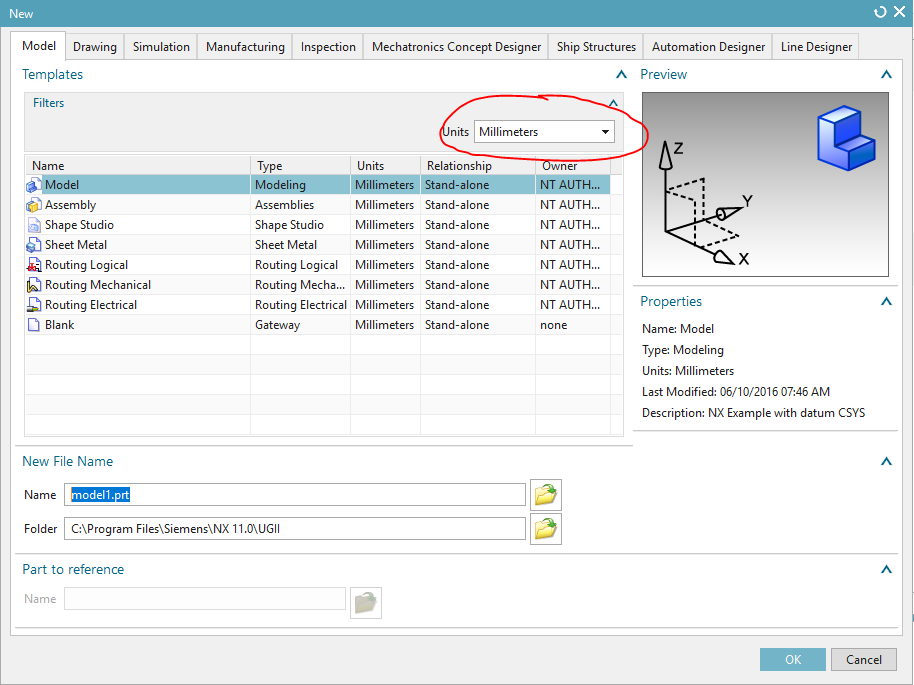 New
Model Drawing Simulation Manufacturing Inspection Mechatronics Concept Designer Ship Structures Automation Designer Line Designer
Templates
Filters
Units Millimeters
Name Type Units Relationship Owner
Model Modeling Millimeters Stand-alone NT AUTH...
Assembly Assemblies Millimeters Stand-alone NT AUTH...
Shape Studio Shape Studio Millimeters Stand-alone NT AUTH...
Sheet Metal Sheet Metal Millimeters Stand-alone NT AUTH...
Routing Logical Routing Logical Millimeters Stand-alone NT AUTH...
Routing Mechanical Routing Mecha... Millimeters Stand-alone NT AUTH...
Routing Electrical Routing Electrical Millimeters Stand-alone NT AUTH...
Blank Gateway Millimeters Stand-alone none
Preview
Z
Y
X
Properties
Name: Model
Type: Modeling
Units: Millimeters
Last Modified: 06/10/2016 07:46 AM
Description: NX Example with datum CSYS
New File Name
Name model1.prt
Folder C:\Program Files\Siemens\NX 11.0\UGII
Part to reference
Name
OK Cancel